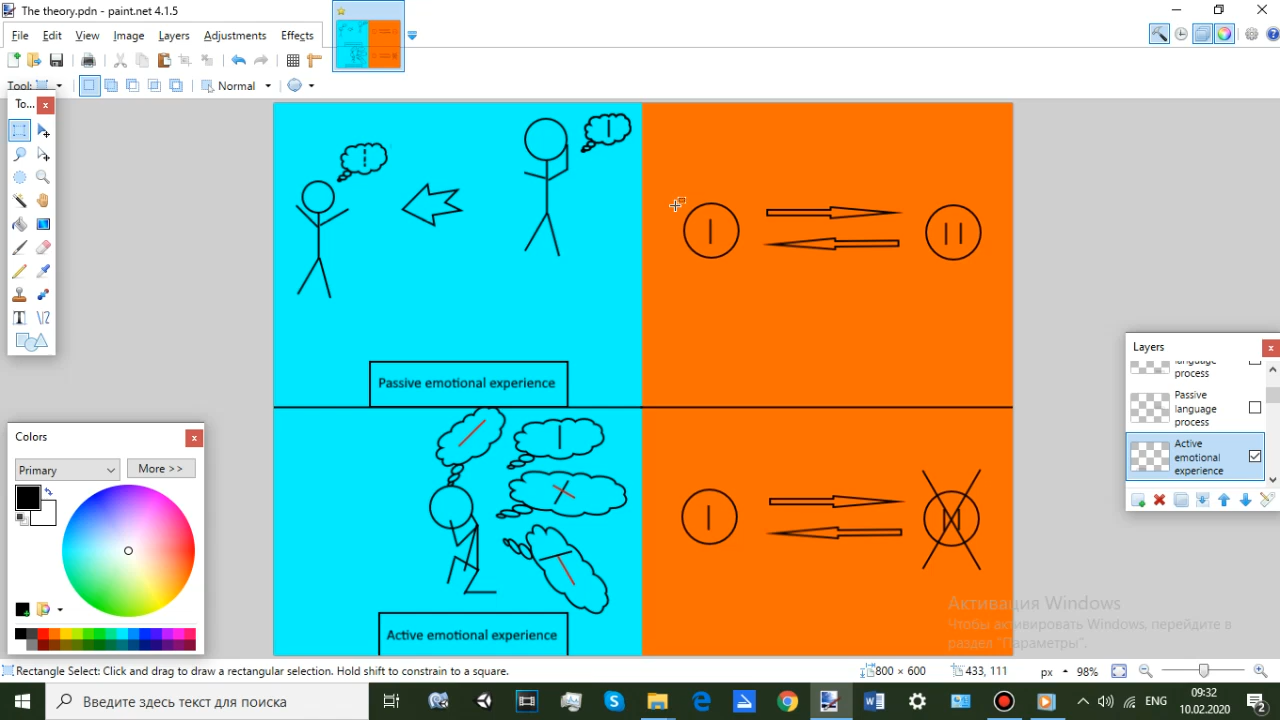 The theory.pdn - paint.net 4.1.5
File Edit View Image Layers Adjustments Effects
Tool:
Normal
To...
Passive emotional experience
Active emotional experience
Colors
Primary
More >>
Layers
language
process
Passive
language
process
Active
emotional
experience
Активация Windows
Чтобы активировать Windows, перейдите в
раздел "Параметры".
Rectangle Select: Click and drag to draw a rectangular selection. Hold shift to constrain to a square.
800 × 600
433, 111
px
98%
Введите здесь текст для поиска
ENG
09:32
10.02.2020
2